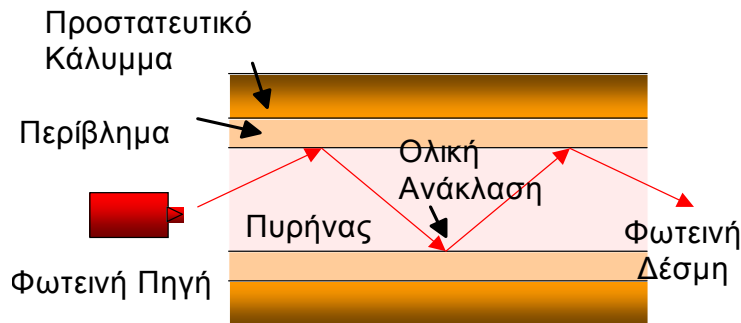 Προστατευτικό
Κάλυμμα
Περίβλημα
Ολική
Ανάκλαση
Πυρήνας
Φωτεινή
Δέσμη
Φωτεινή Πηγή